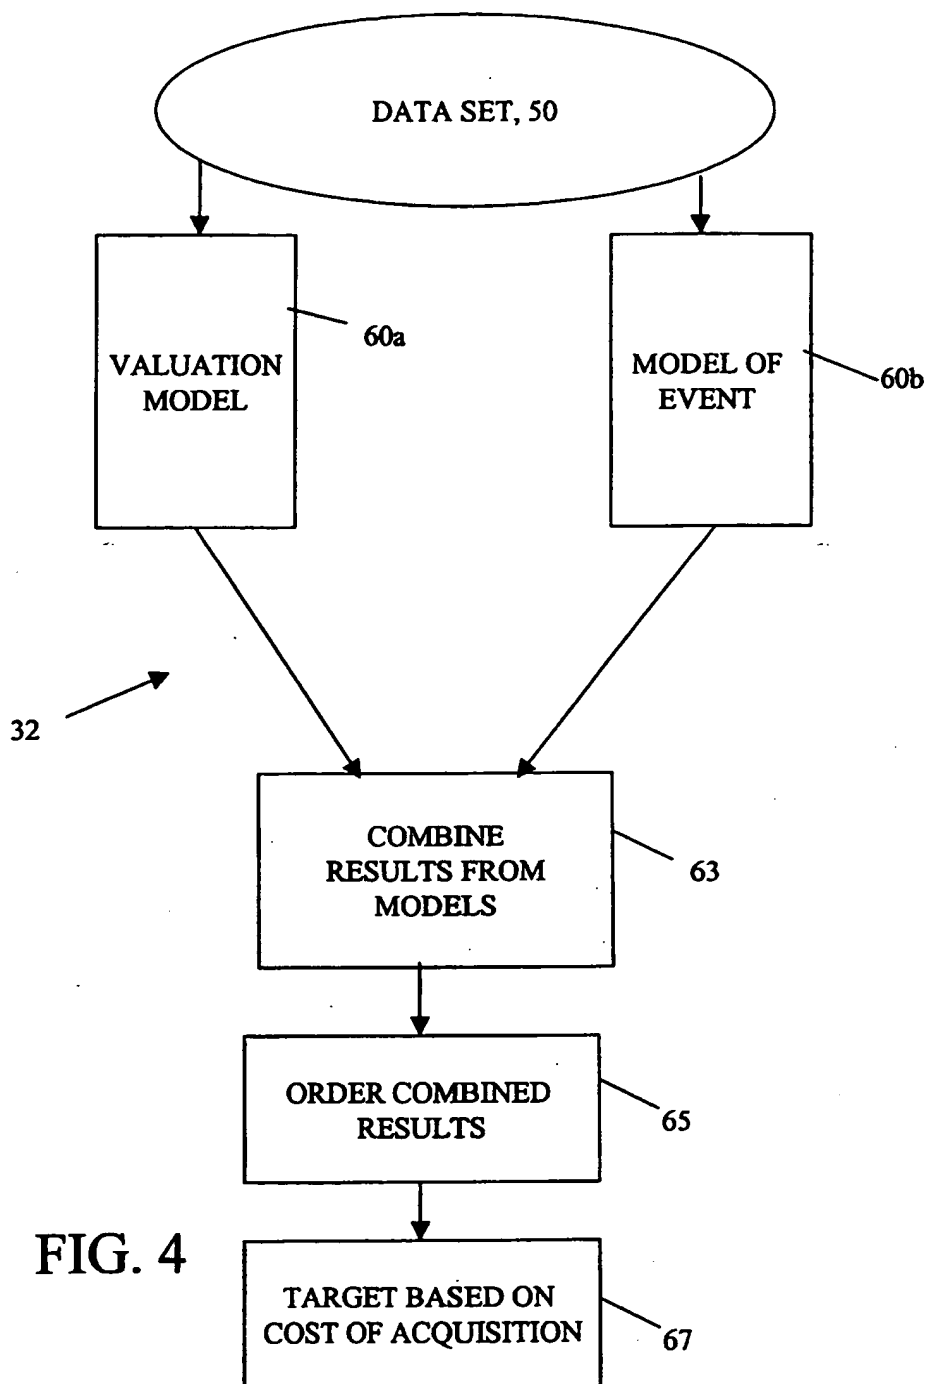 DATA SET, 50
VALUATION
MODEL
60a
MODEL OF
EVENT
60b
32
COMBINE
RESULTS FROM
MODELS
63
ORDER COMBINED
RESULTS
65
FIG. 4
TARGET BASED ON
COST OF ACQUISITION
67